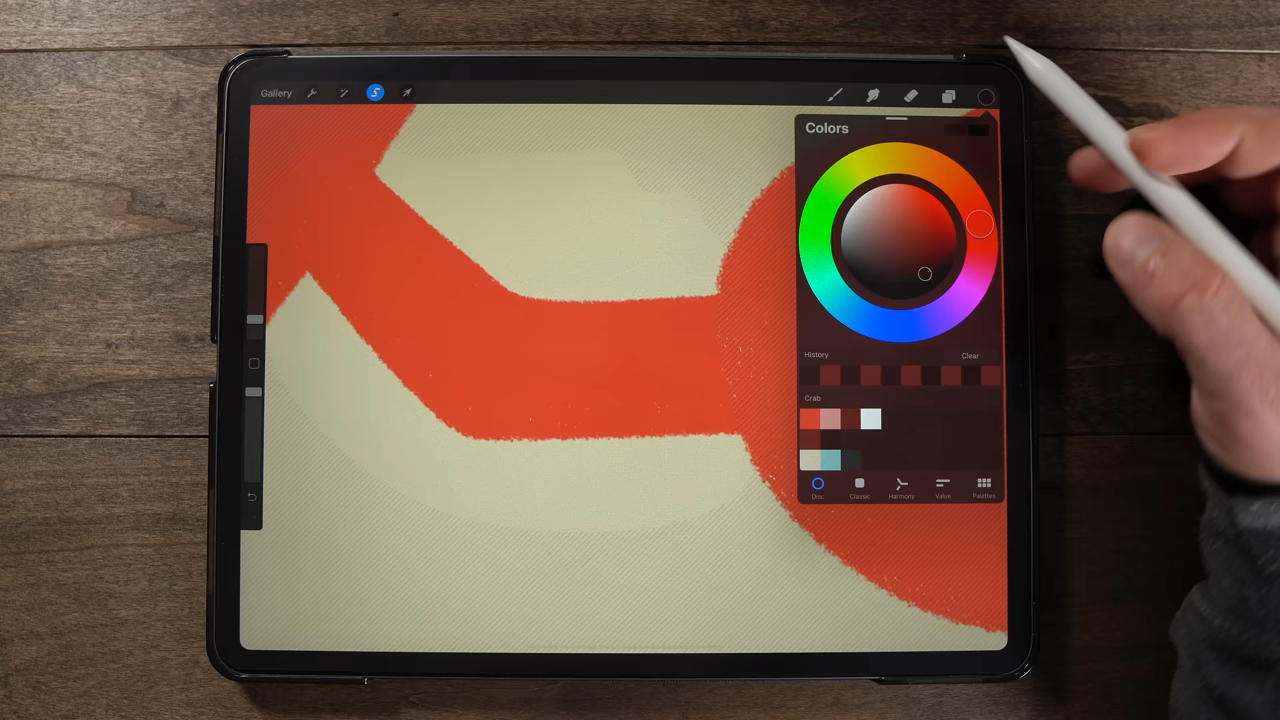 Gallery
Colors
History Clear
Crab
Disc Classic Harmony Value Palettes